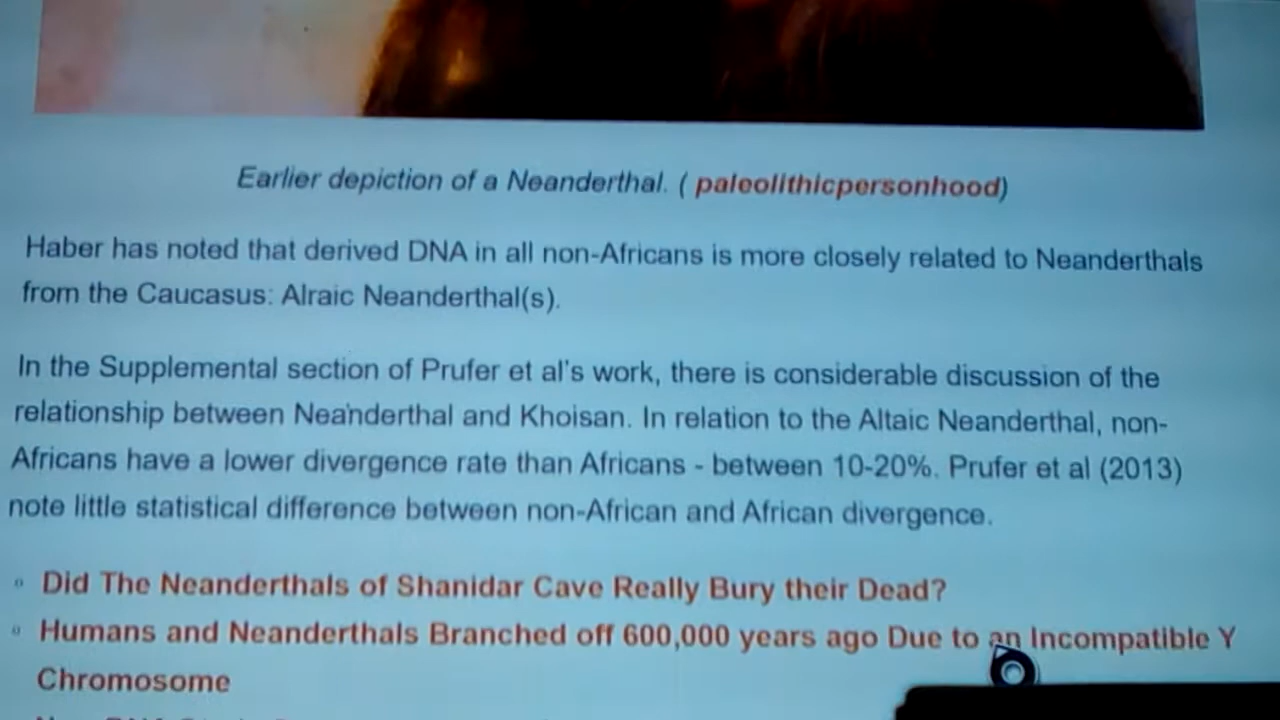 Earlier depiction of a Neanderthal. ( paleolithicpersonhood)
Haber has noted that derived DNA in all non-Africans is more closely related to Neanderthals
from the Caucasus: Alraic Neanderthal(s).
In the Supplemental section of Prufer et al's work, there is considerable discussion of the
relationship between Neanderthal and Khoisan. In relation to the Altaic Neanderthal, non-
Africans have a lower divergence rate than Africans - between 10-20%. Prufer et al (2013)
note little statistical difference between non-African and African divergence.
Did The Neanderthals of Shanidar Cave Really Bury their Dead?
Humans and Neanderthals Branched off 600,000 years ago Due to an Incompatible Y
Chromosome